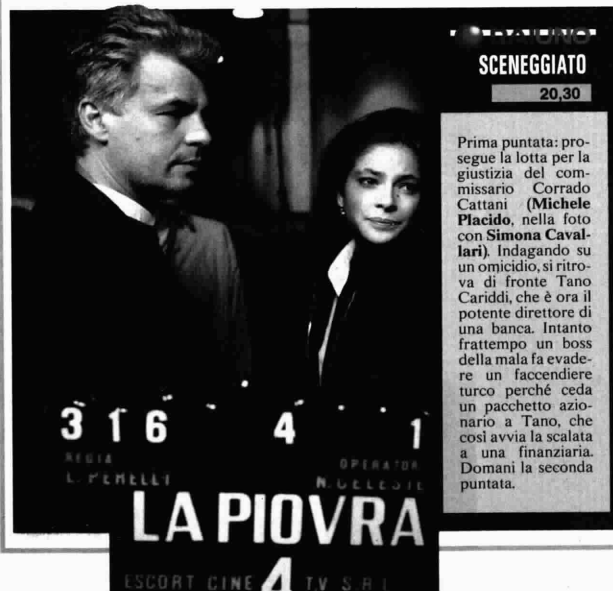 RAIUNO
SCENEGGIATO
20,30
Prima puntata: pro-
segue la lotta per la
giustizia del com-
missario Corrado
Cattani (Michele
Placido, nella foto
con Simona Caval-
lari). Indagando su
un omicidio, si ritro-
va di fronte Tano
Cariddi, che è ora il
potente direttore di
una banca. Intanto
frattempo un boss
della mala fa evade-
re un faccendiere
turco perché ceda
un pacchetto azio-
nario a Tano, che
così avvia la scalata
a una finanziaria.
Domani la seconda
puntata.
316 4 1
REGIA OPERATOR
L. PERELLI N. CELESTE
LA PIOVRA
ESCORT CINE 4 T.V S.R.L